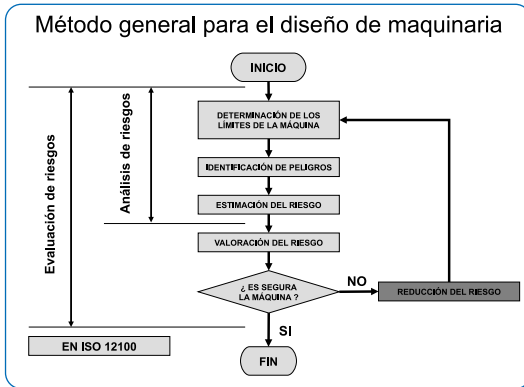 Método general para el diseño de maquinaria
INICIO
DETERMINACIÓN DE LOS
LÍMITES DE LA MÁQUINA
IDENTIFICACIÓN DE PELIGROS
ESTIMACIÓN DEL RIESGO
VALORACIÓN DEL RIESGO
¿ ES SEGURA
LA MÁQUINA ?
NO
REDUCCIÓN DEL RIESGO
SI
FIN
Evaluación de riesgos
Análisis de riesgos
EN ISO 12100